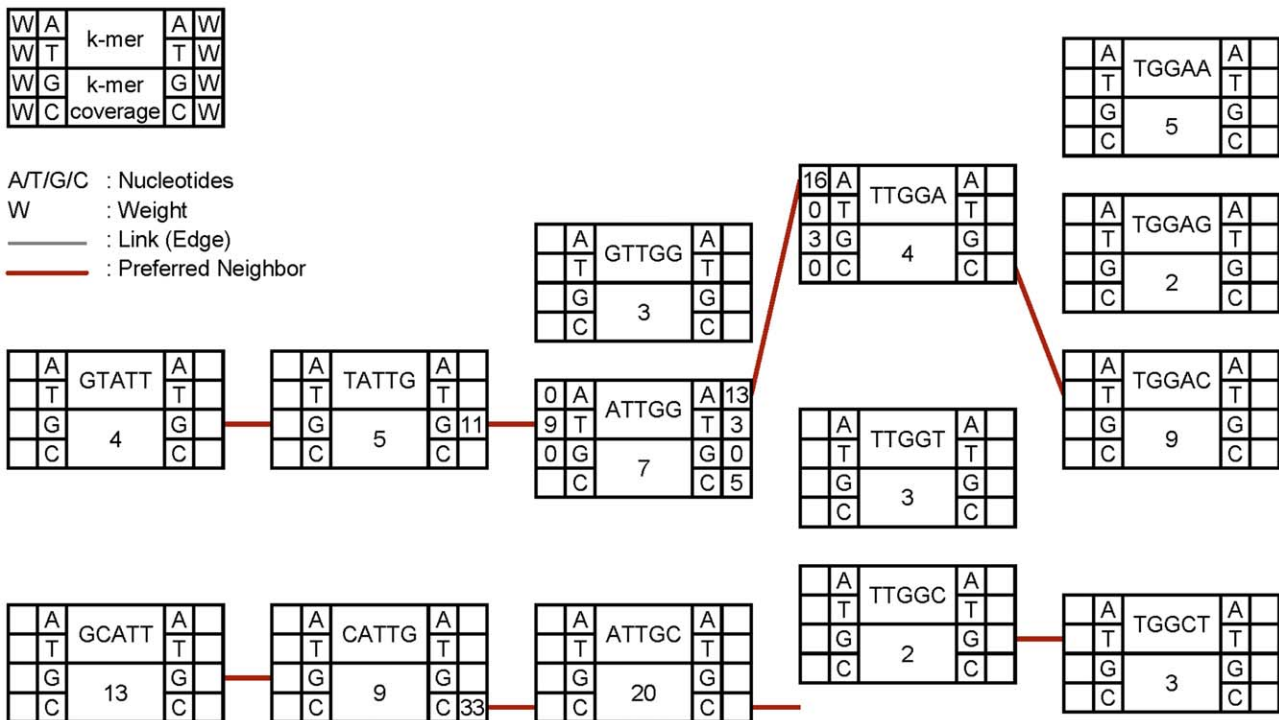 W A k-mer A W
W T T W
W G k-mer G W
W C coverage C W
A/T/G/C : Nucleotides
W : Weight
: Link (Edge)
: Preferred Neighbor
A TGGAA A
T T
G 5 G
C C
16 A TTGGA A
0 T T
3 G 4 G
0 C C
A TGGAG A
T T
G 2 G
C C
A GTTGG A
T T
G 3 G
C C
A GTATT A
T T
G 4 G
C C
A TATTG A
T T
G 5 G 11
C C
0 A ATTGG A 13
9 T T 3
0 G 7 G 0
C C 5
A TTGGT A
T T
G 3 G
C C
A TGGAC A
T T
G 9 G
C C
A GCATT A
T T
G 13 G
C C
A CATTG A
T T
G 9 G
C C 33
A ATTGC A
T T
G 20 G
C C
A TTGGC A
T T
G 2 G
C C
A TGGCT A
T T
G 3 G
C C